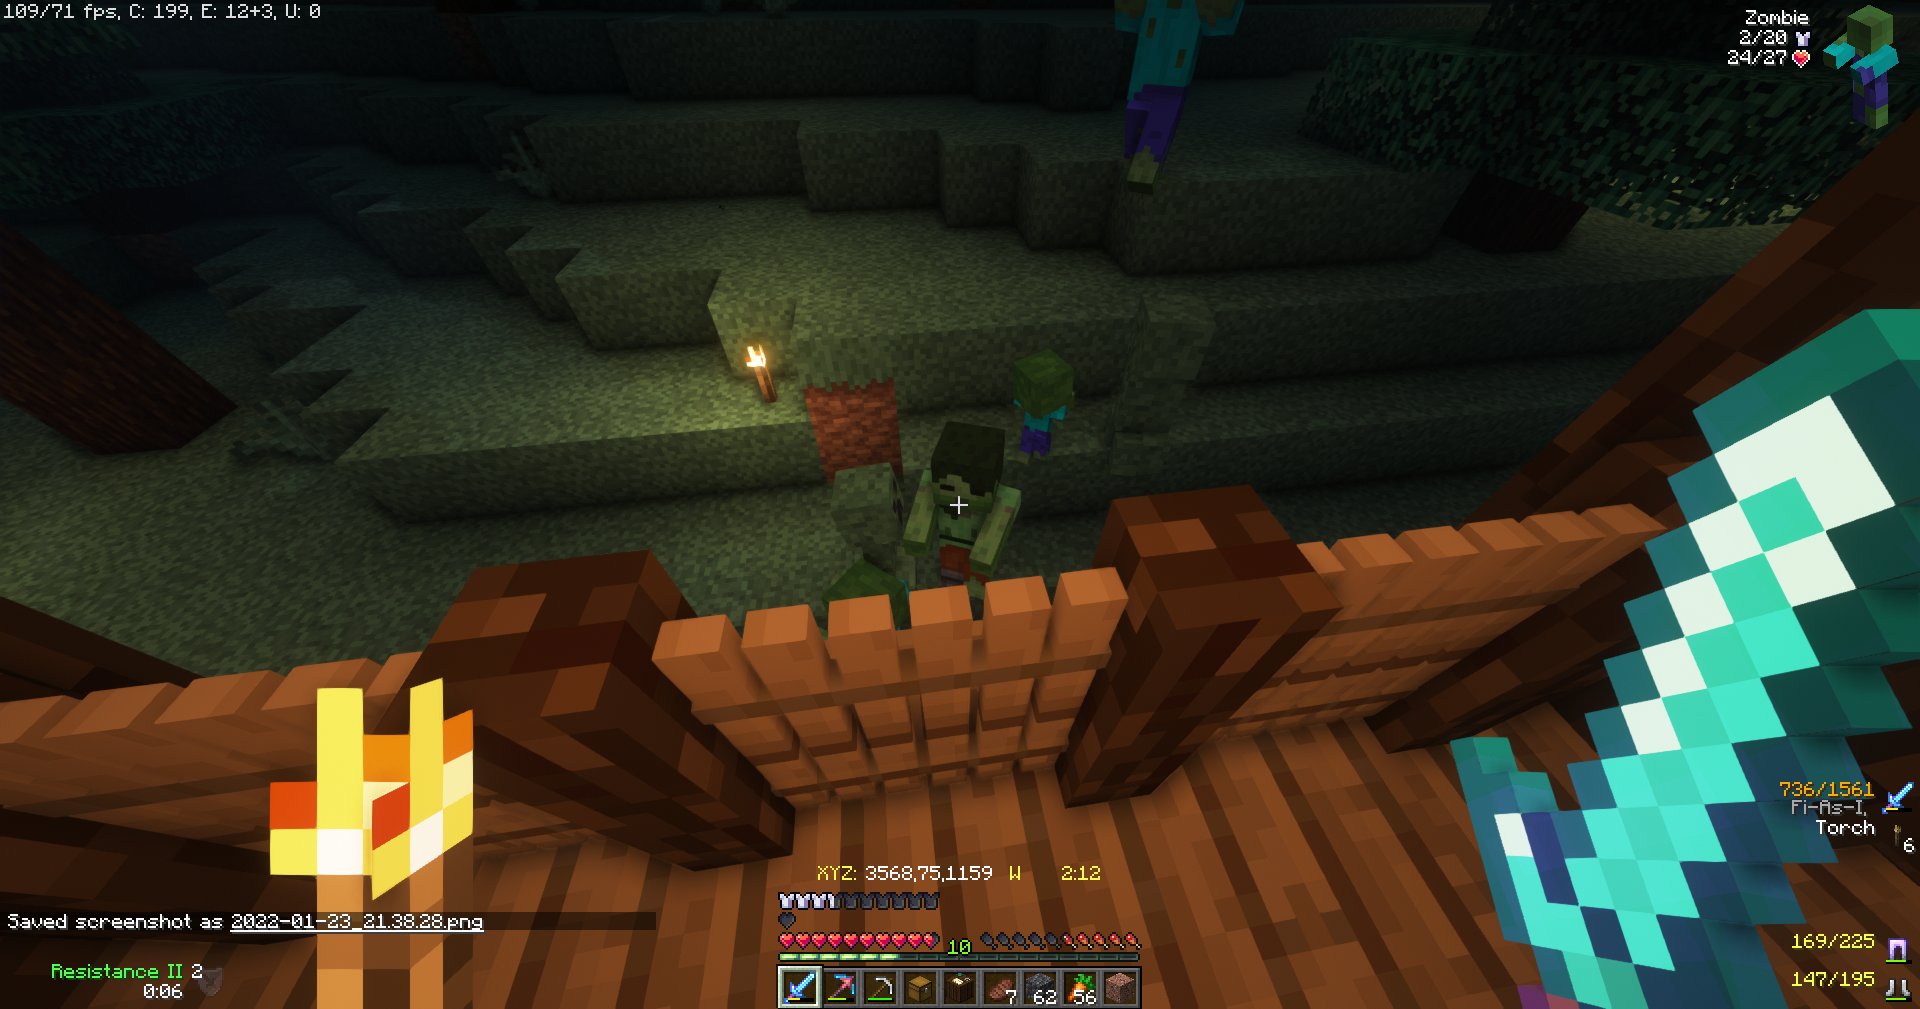 109/71 fps, C: 199, E: 12+3, U: 0
Zombie
2/20
24/27
736/1561
Fi-As-I,
Torch
6
XYZ: 3568,75,1159 W 2:12
Saved screenshot as 2022-01-23_21.38.28.png
10
169/225
Resistance II 2
0:06
147/195
7
62
56